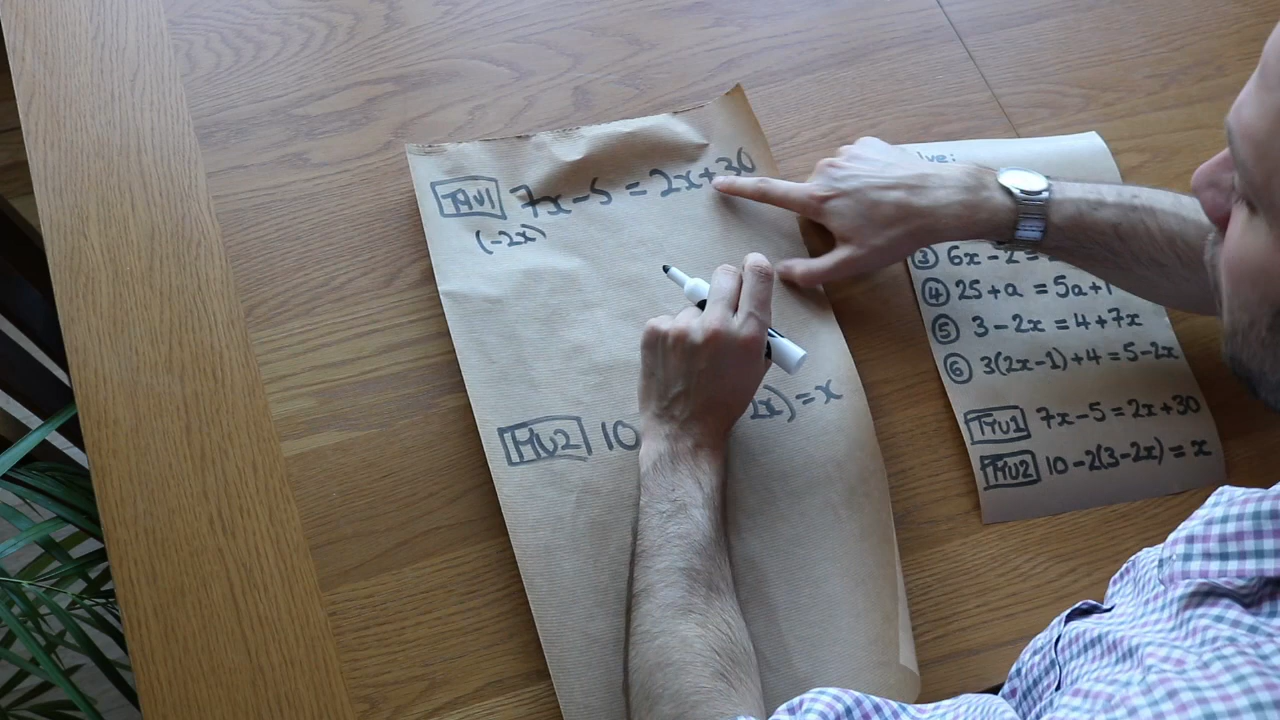 TYU1 7x-5=2x+30
(-2x)
TYU2 10 2x)=x
lve:
③ 6x-2=
④ 25+a=5a+1
⑤ 3-2x=4+7x
⑥ 3(2x-1)+4=5-2x
TYU1 7x-5=2x+30
TYU2 10-2(3-2x)=x